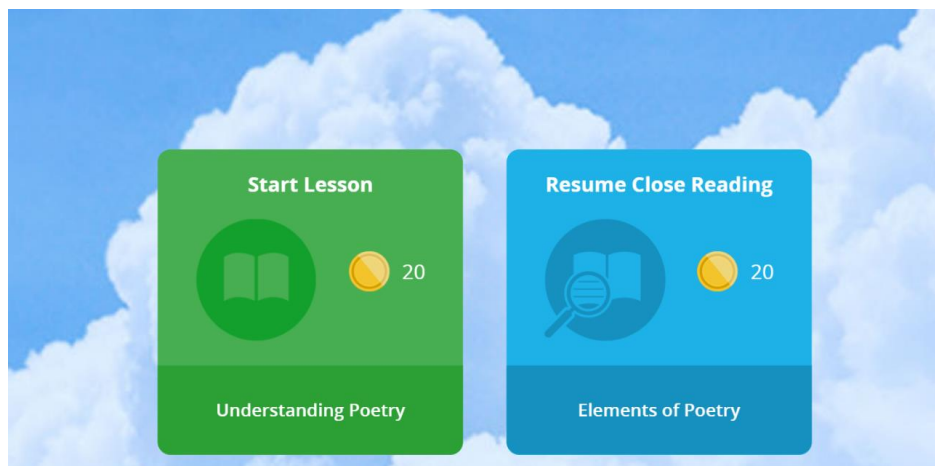 Start Lesson
20
Understanding Poetry
Resume Close Reading
20
Elements of Poetry